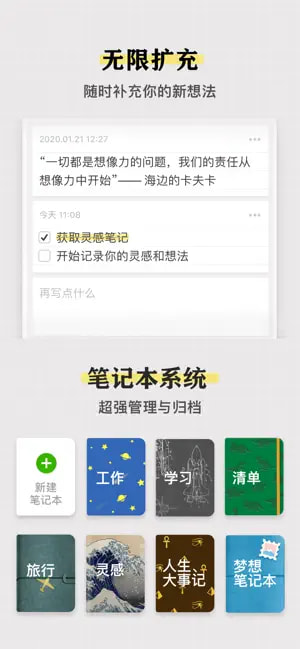 无限扩充
随时补充你的新想法
2020.01.21 12:27
“一切都是想像力的问题，我们的责任从
想像力中开始”—— 海边的卡夫卡
今天 11:08
获取灵感笔记
开始记录你的灵感和想法
再写点什么
笔记本系统
超强管理与归档
新建
笔记本
工作
学习
清单
旅行
灵感
人生
大事记
梦想
笔记本